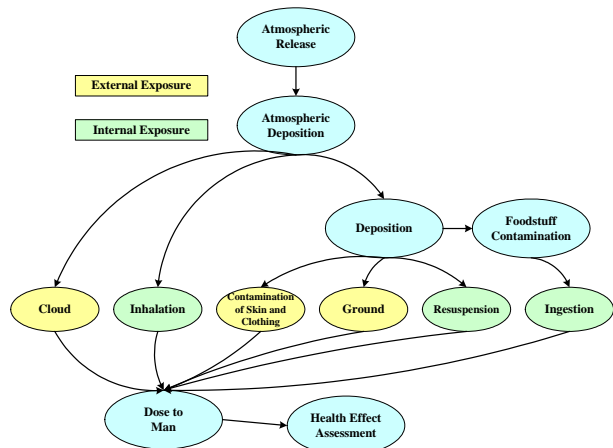 Atmospheric
Release
External Exposure
Internal Exposure
Atmospheric
Deposition
Deposition
Foodstuff
Contamination
Cloud
Inhalation
Contamination
of Skin and
Clothing
Ground
Resuspension
Ingestion
Dose to
Man
Health Effect
Assessment